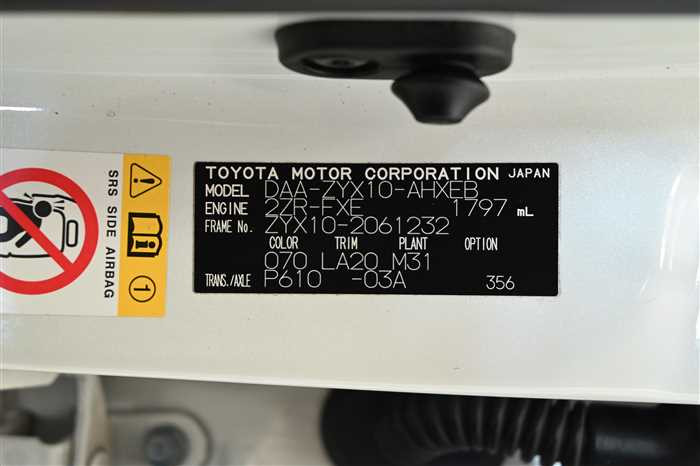 SRS SIDE AIRBAG
1
TOYOTA MOTOR CORPORATION JAPAN
MODEL DAA-ZYX10-AHXEB
ENGINE 2ZR-FXE 1797 mL
FRAME No. ZYX10-2061232
COLOR TRIM PLANT OPTION
070 LA20 M31
TRANS./AXLE P610 -03A 356